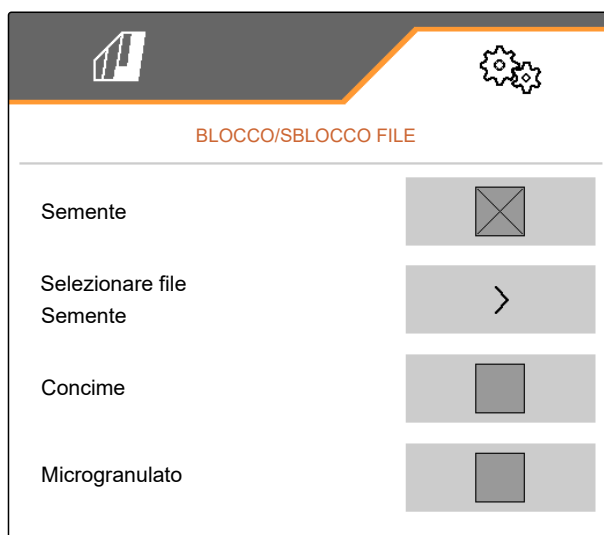 BLOCCO/SBLOCCO FILE
Semente
Selezionare file
Semente
Concime
Microgranulato